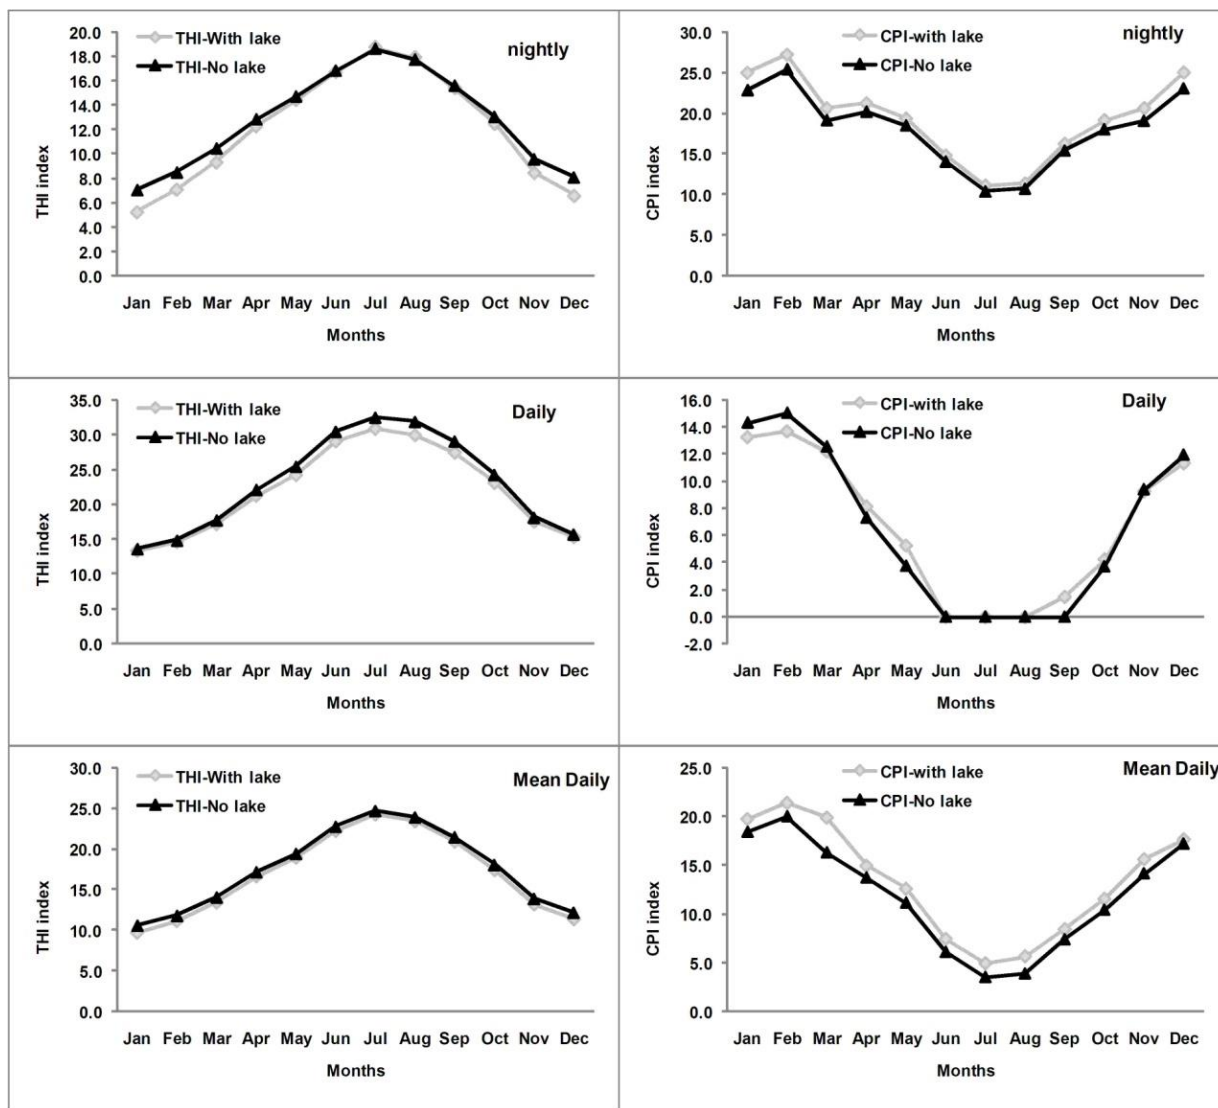 THI-With lake
THI-No lake
nightly
20.0
18.0
16.0
14.0
12.0
10.0
8.0
6.0
4.0
2.0
0.0
THI index
Jan Feb Mar Apr May Jun Jul Aug Sep Oct Nov Dec
Months
CPI-with lake
CPI-No lake
nightly
30.0
25.0
20.0
15.0
10.0
5.0
0.0
CPI index
Jan Feb Mar Apr May Jun Jul Aug Sep Oct Nov Dec
Months
THI-With lake
THI-No lake
Daily
35.0
30.0
25.0
20.0
15.0
10.0
5.0
0.0
THI index
Jan Feb Mar Apr May Jun Jul Aug Sep Oct Nov Dec
Months
CPI-with lake
CPI-No lake
Daily
16.0
14.0
12.0
10.0
8.0
6.0
4.0
2.0
0.0
-2.0
CPI index
Jan Feb Mar Apr May Jun Jul Aug Sep Oct Nov Dec
Months
THI-With lake
THI-No lake
Mean Daily
30.0
25.0
20.0
15.0
10.0
5.0
0.0
THI index
Jan Feb Mar Apr May Jun Jul Aug Sep Oct Nov Dec
Months
CPI-with lake
CPI-No lake
Mean Daily
25.0
20.0
15.0
10.0
5.0
0.0
CPI index
Jan Feb Mar Apr May Jun Jul Aug Sep Oct Nov Dec
Months